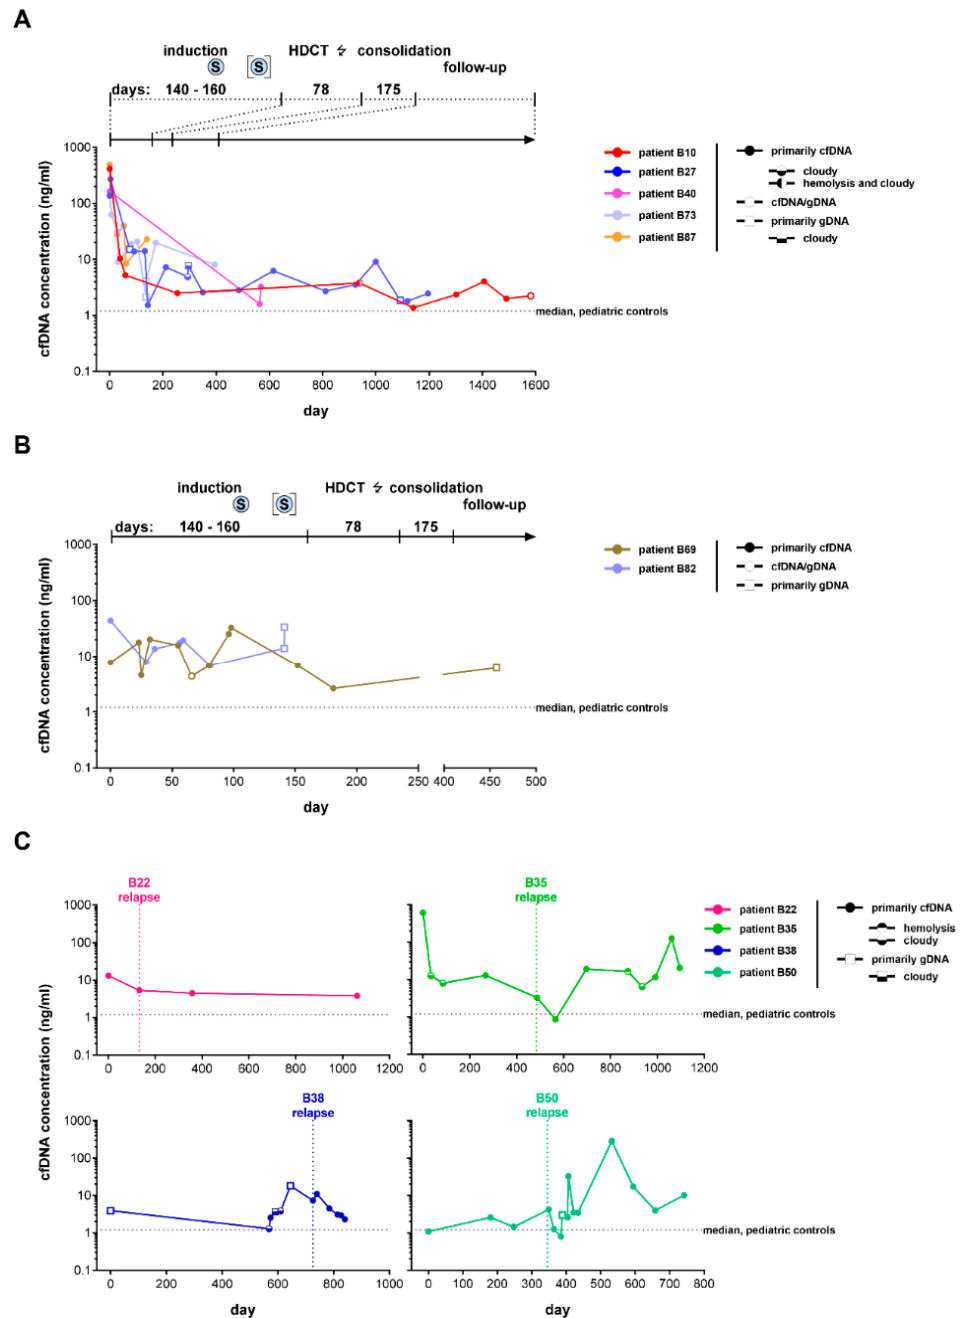 A
induction HDCT ϟ consolidation
S [S] follow-up
days: 140 - 160 78 175
cfDNA concentration (ng/ml)
1000
100
10
1
0.1
median, pediatric controls
0 200 400 600 800 1000 1200 1400 1600
day
patient B10
patient B27
patient B40
patient B73
patient B87
primarily cfDNA
cloudy
hemolysis and cloudy
cfDNA/gDNA
primarily gDNA
cloudy
B
induction HDCT ϟ consolidation
S [S] follow-up
days: 140 - 160 78 175
cfDNA concentration (ng/ml)
1000
100
10
1
0.1
median, pediatric controls
0 50 100 150 200 250 400 450 500
day
patient B69
patient B82
primarily cfDNA
cfDNA/gDNA
primarily gDNA
C
cfDNA concentration (ng/ml)
B22
relapse
1000
100
10
1
0.1
0 200 400 600 800 1000 1200
B35
relapse
median, pediatric controls
0 200 400 600 800 1000 1200
patient B22
patient B35
patient B38
patient B50
primarily cfDNA
hemolysis
cloudy
primarily gDNA
cloudy
B38
relapse
1000
100
10
1
0.1
0 200 400 600 800 1000
day
B50
relapse
median, pediatric controls
0 100 200 300 400 500 600 700 800
day